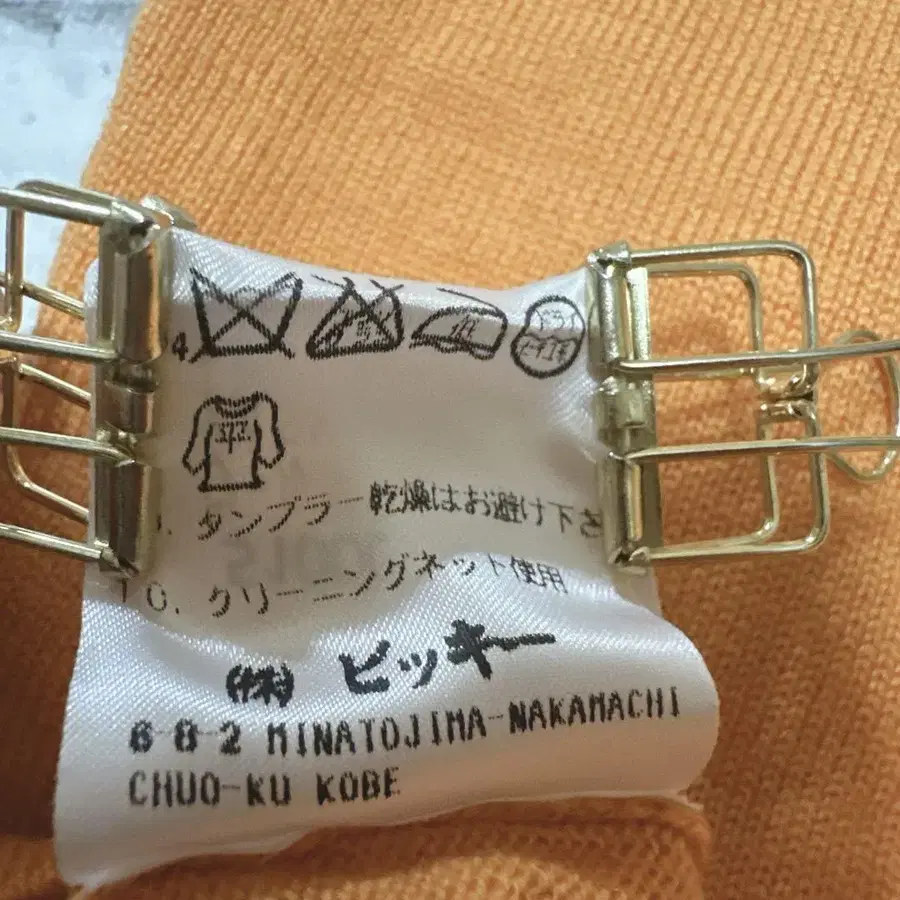 4
タンブラー乾燥はお避け下さ
10. クリーニングネット使用
(株) ビッキー
6-8-2 MINATOJIMA-NAKAMACHI
CHUO-KU KOBE